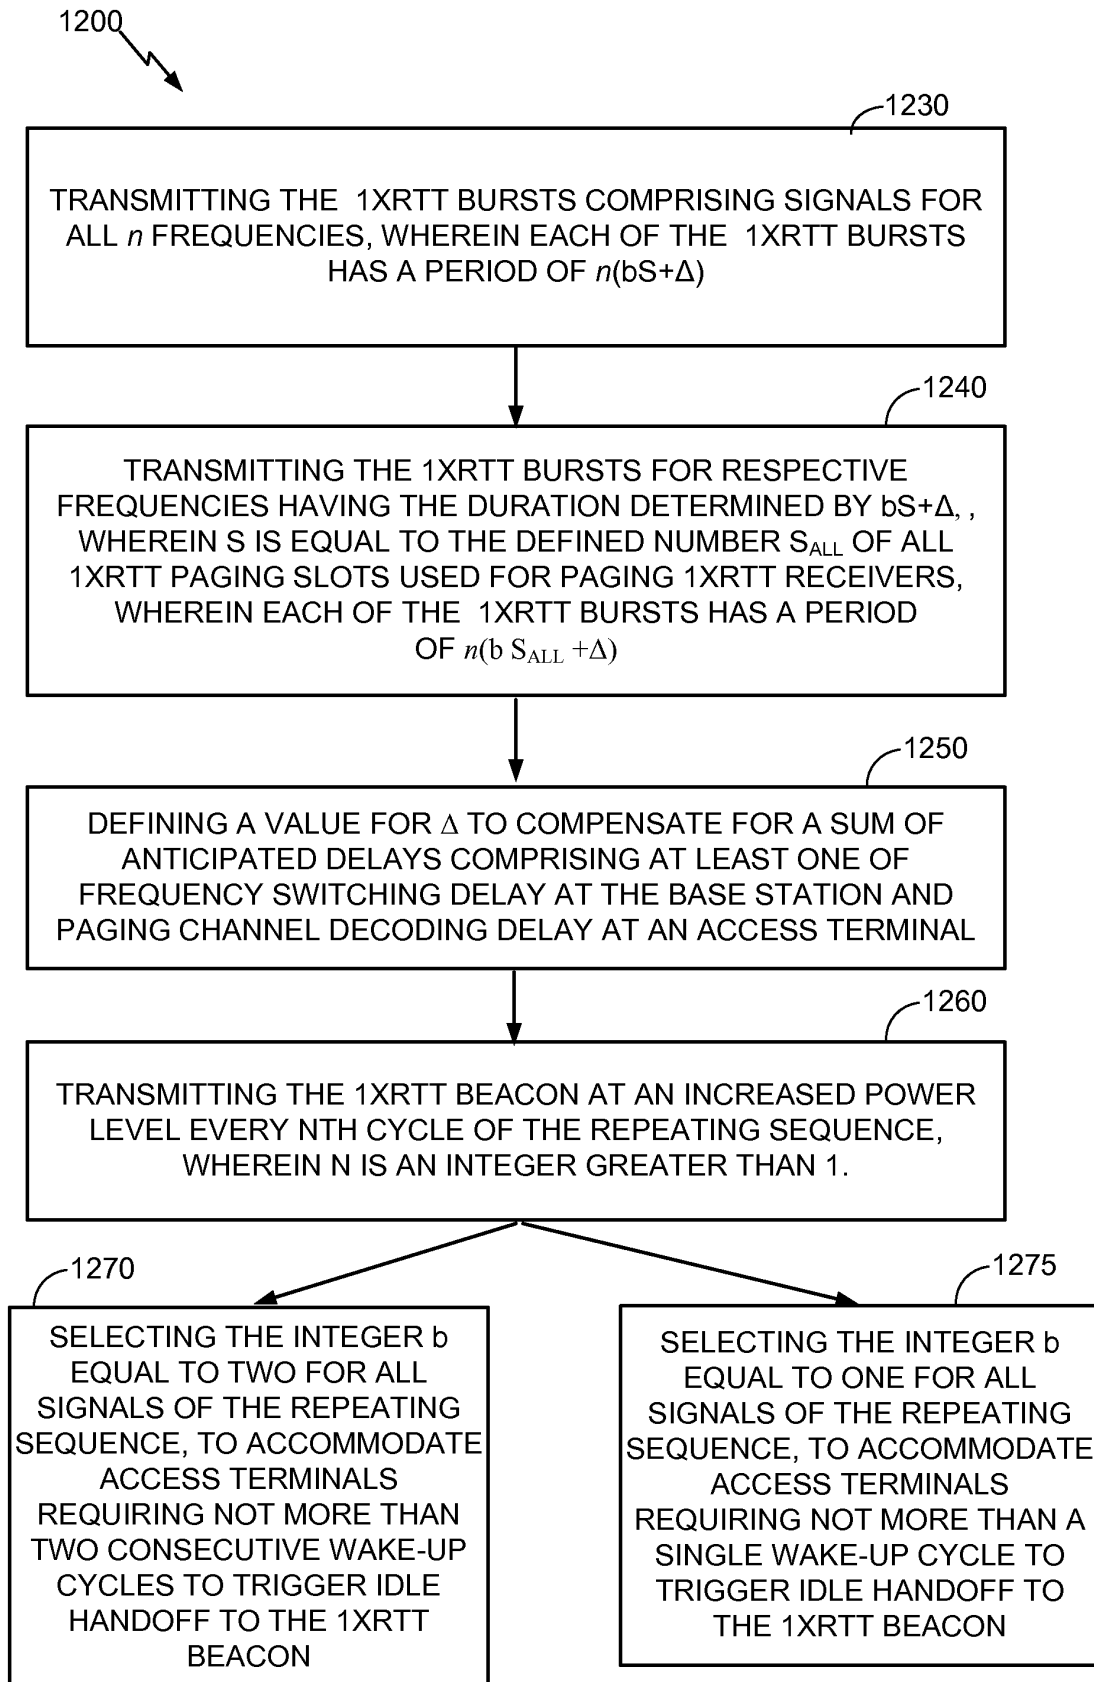 1200
1230
TRANSMITTING THE 1XRTT BURSTS COMPRISING SIGNALS FOR
ALL n FREQUENCIES, WHEREIN EACH OF THE 1XRTT BURSTS
HAS A PERIOD OF n(bS+Δ)
1240
TRANSMITTING THE 1XRTT BURSTS FOR RESPECTIVE
FREQUENCIES HAVING THE DURATION DETERMINED BY bS+Δ, ,
WHEREIN S IS EQUAL TO THE DEFINED NUMBER SALL OF ALL
1XRTT PAGING SLOTS USED FOR PAGING 1XRTT RECEIVERS,
WHEREIN EACH OF THE 1XRTT BURSTS HAS A PERIOD
OF n(b SALL +Δ)
1250
DEFINING A VALUE FOR Δ TO COMPENSATE FOR A SUM OF
ANTICIPATED DELAYS COMPRISING AT LEAST ONE OF
FREQUENCY SWITCHING DELAY AT THE BASE STATION AND
PAGING CHANNEL DECODING DELAY AT AN ACCESS TERMINAL
1260
TRANSMITTING THE 1XRTT BEACON AT AN INCREASED POWER
LEVEL EVERY NTH CYCLE OF THE REPEATING SEQUENCE,
WHEREIN N IS AN INTEGER GREATER THAN 1.
1270
SELECTING THE INTEGER b
EQUAL TO TWO FOR ALL
SIGNALS OF THE REPEATING
SEQUENCE, TO ACCOMMODATE
ACCESS TERMINALS
REQUIRING NOT MORE THAN
TWO CONSECUTIVE WAKE-UP
CYCLES TO TRIGGER IDLE
HANDOFF TO THE 1XRTT
BEACON
1275
SELECTING THE INTEGER b
EQUAL TO ONE FOR ALL
SIGNALS OF THE REPEATING
SEQUENCE, TO ACCOMMODATE
ACCESS TERMINALS
REQUIRING NOT MORE THAN A
SINGLE WAKE-UP CYCLE TO
TRIGGER IDLE HANDOFF TO
THE 1XRTT BEACON